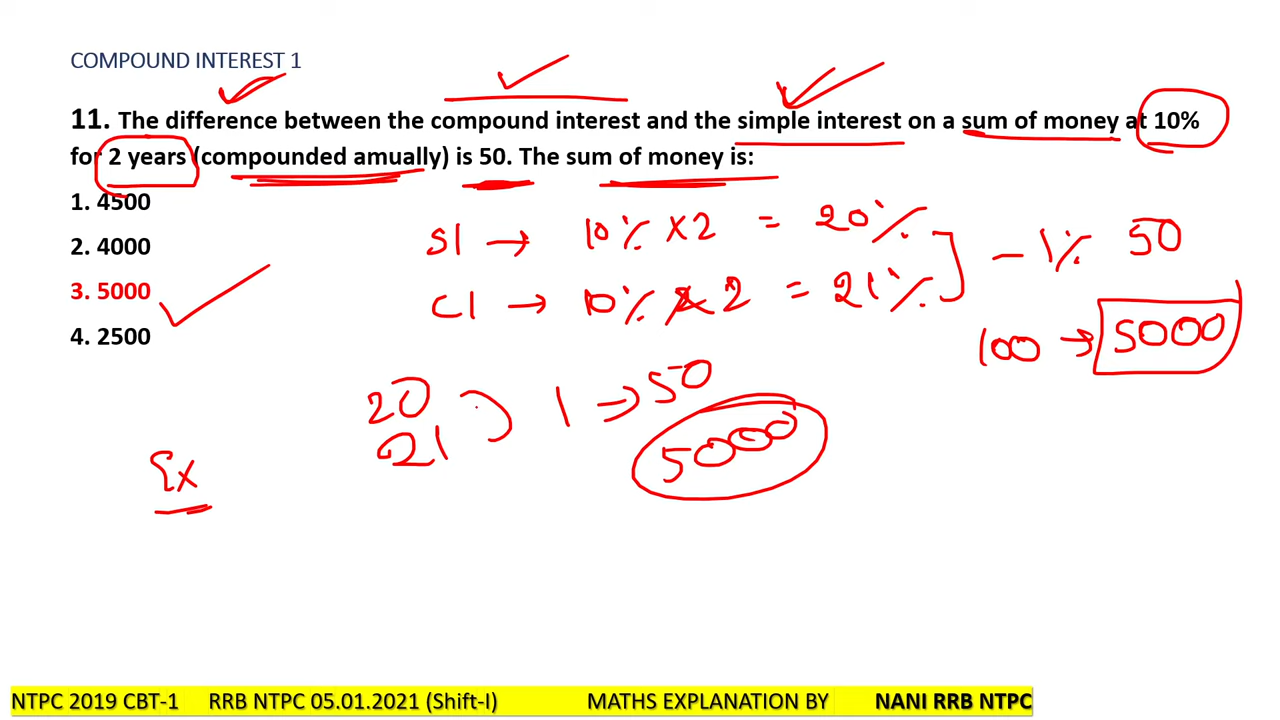 COMPOUND INTEREST 1
11. The difference between the compound interest and the simple interest on a sum of money at 10%
for 2 years (compounded amually) is 50. The sum of money is:
1. 4500
2. 4000
3. 5000
4. 2500
SI → 10% × 2 = 20%
CI → 10% × 2 = 21%
— 1% 50
100 → 5000
20
21
1 ⇒ 50
5000
Ex
NTPC 2019 CBT-1 RRB NTPC 05.01.2021 (Shift-I) MATHS EXPLANATION BY NANI RRB NTPC